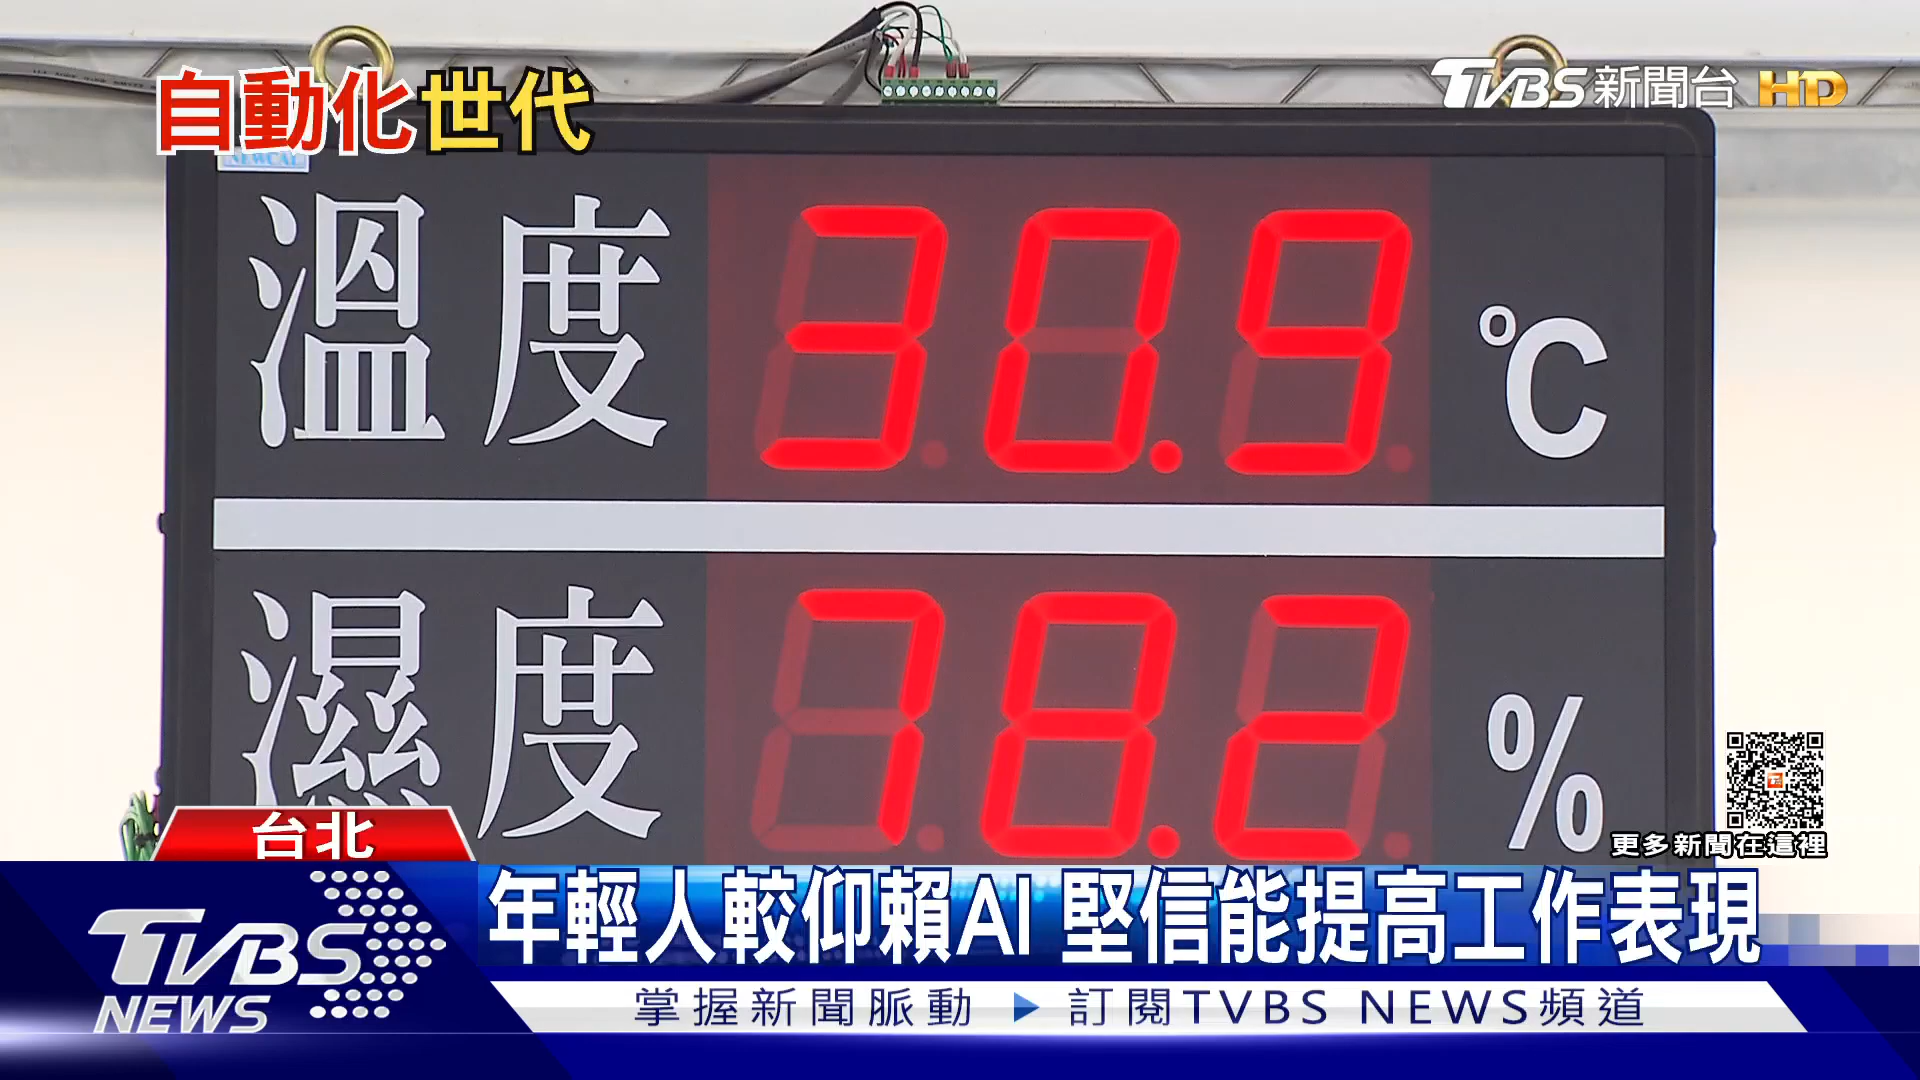 TVBS新聞台 HD
自動化世代
NEWCAL
溫度 30.9 ℃
濕度 78.2 %
更多新聞在這裡
台北
年輕人較仰賴AI 堅信能提高工作表現
TVBS NEWS
掌握新聞脈動 ▶ 訂閱TVBS NEWS頻道